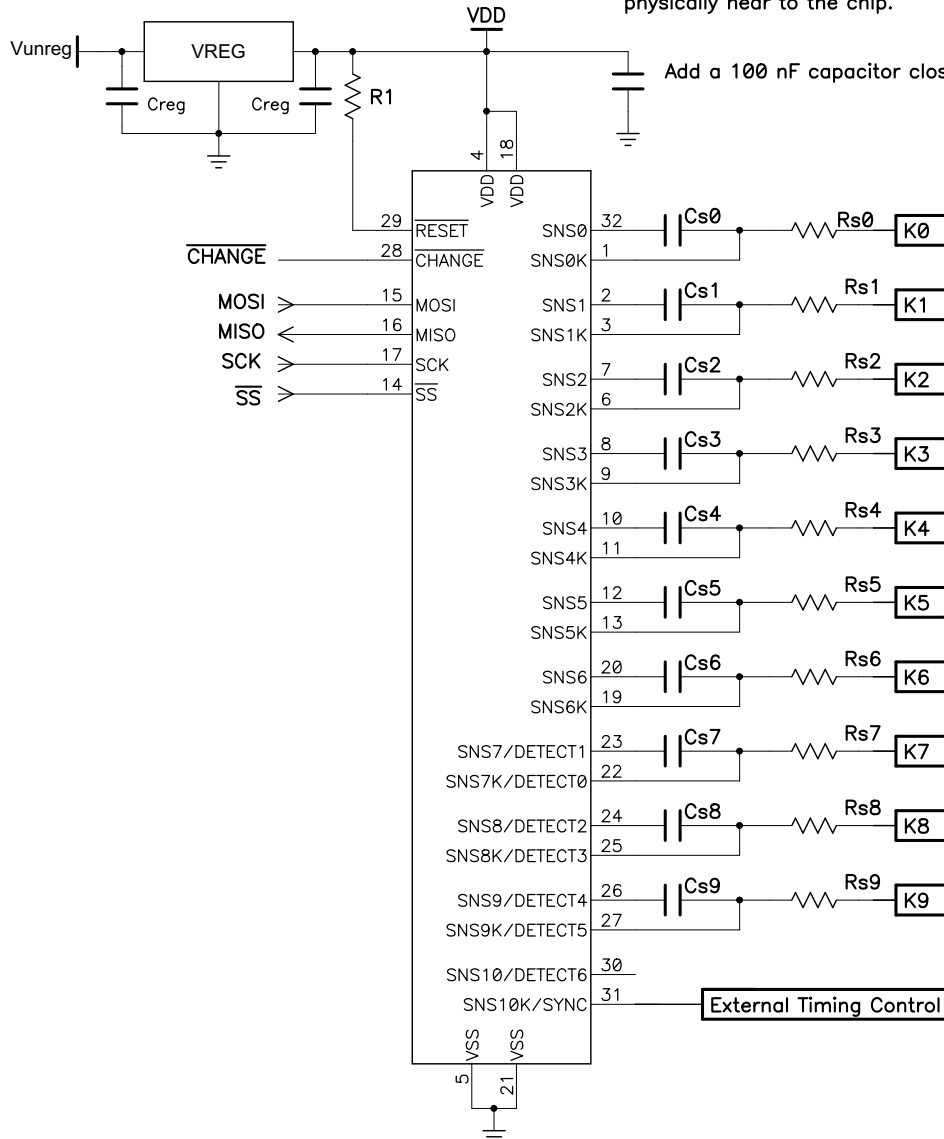 physically near to the chip.
VDD
Vunreg
VREG
Creg
Creg
R1
Add a 100 nF capacitor clos
4
18
VDD
VDD
29
RESET
CHANGE
28
CHANGE
MOSI
15
MOSI
MISO
16
MISO
SCK
17
SCK
SS
14
SS
SNS0
32
Cs0
Rs0
K0
SNS0K
1
SNS1
2
Cs1
Rs1
K1
SNS1K
3
SNS2
7
Cs2
Rs2
K2
SNS2K
6
SNS3
8
Cs3
Rs3
K3
SNS3K
9
SNS4
10
Cs4
Rs4
K4
SNS4K
11
SNS5
12
Cs5
Rs5
K5
SNS5K
13
SNS6
20
Cs6
Rs6
K6
SNS6K
19
SNS7/DETECT1
23
Cs7
Rs7
K7
SNS7K/DETECT0
22
SNS8/DETECT2
24
Cs8
Rs8
K8
SNS8K/DETECT3
25
SNS9/DETECT4
26
Cs9
Rs9
K9
SNS9K/DETECT5
27
SNS10/DETECT6
30
SNS10K/SYNC
31
External Timing Control
VSS
VSS
5
21